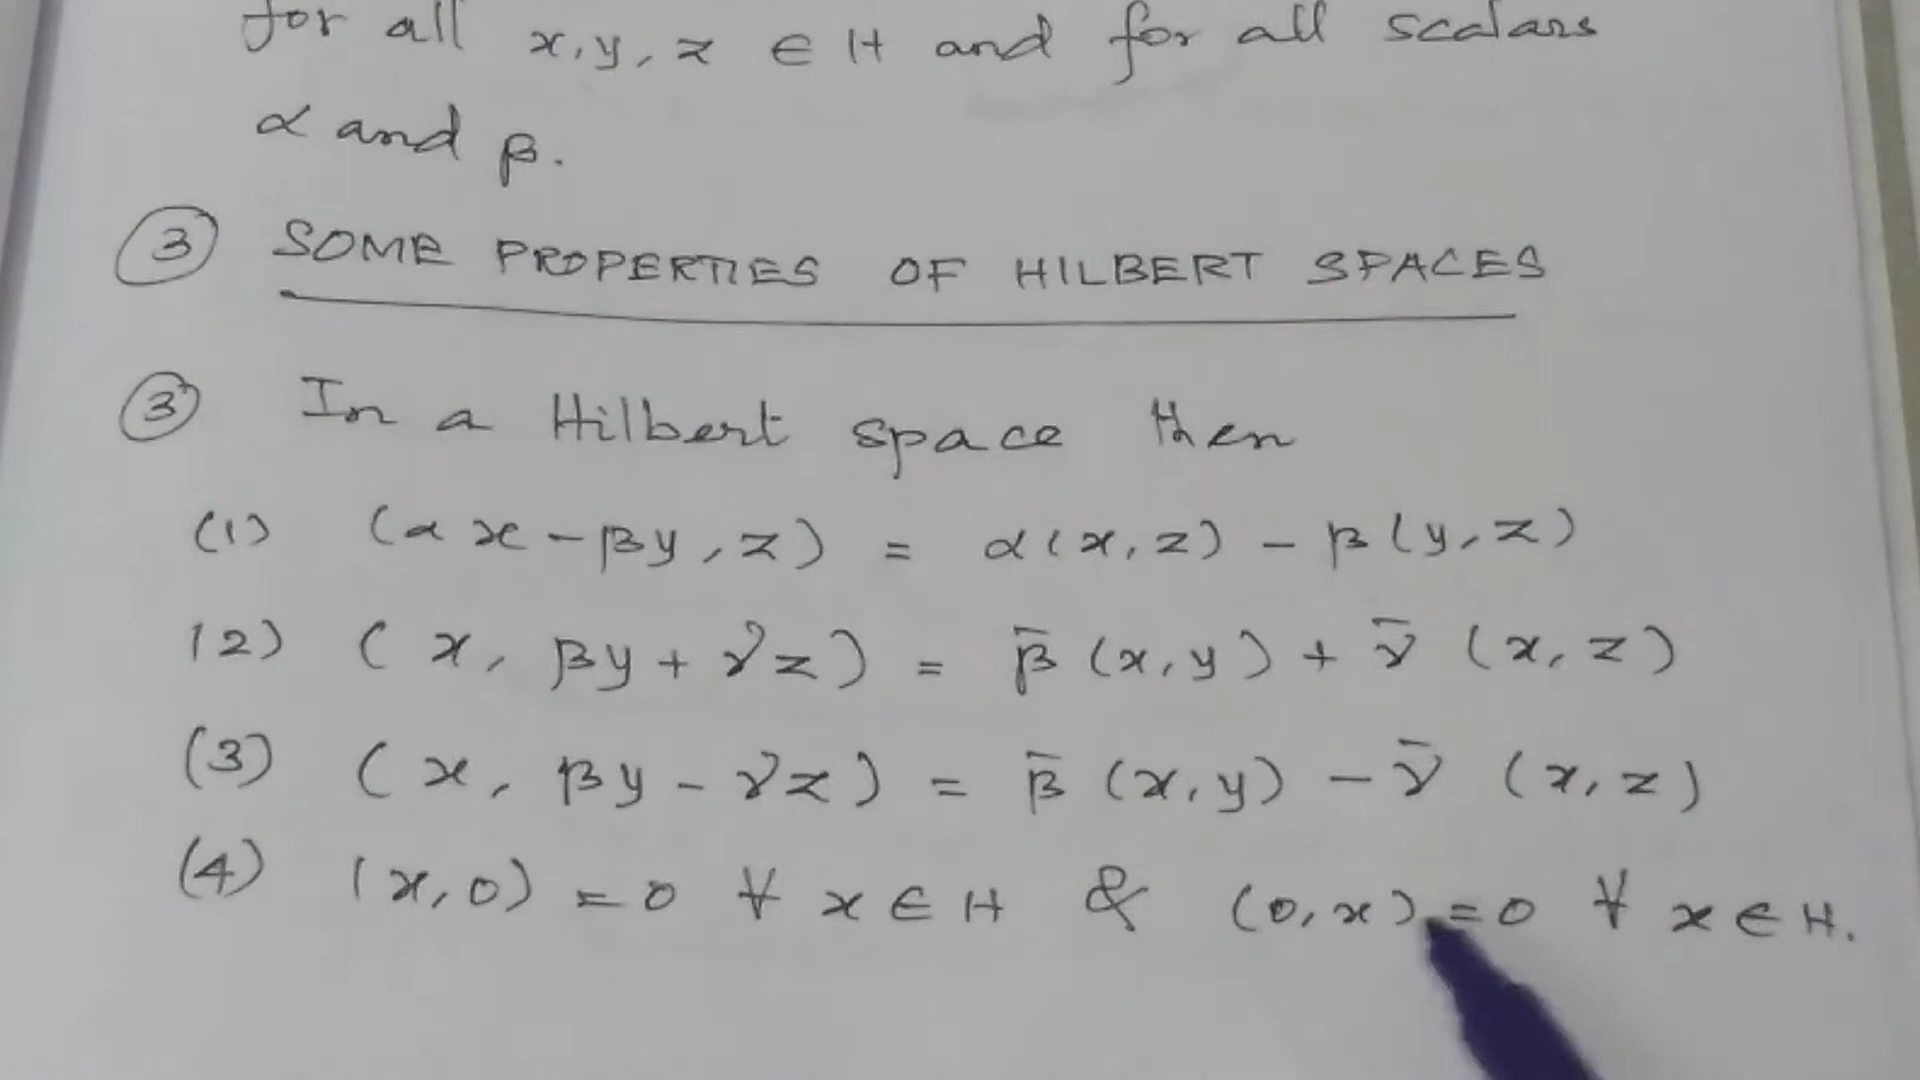 for all x, y, z ∈ H and for all scalars
α and β.
③ SOME PROPERTIES OF HILBERT SPACES
③ In a Hilbert space then
(1) (αx - βy, z) = α(x, z) - β(y, z)
(2) (x, βy + γz) = β̄ (x, y) + γ̄ (x, z)
(3) (x, βy - γz) = β̄ (x, y) - γ̄ (x, z)
(4) (x, 0) = 0 ∀ x ∈ H & (0, x) = 0 ∀ x ∈ H.